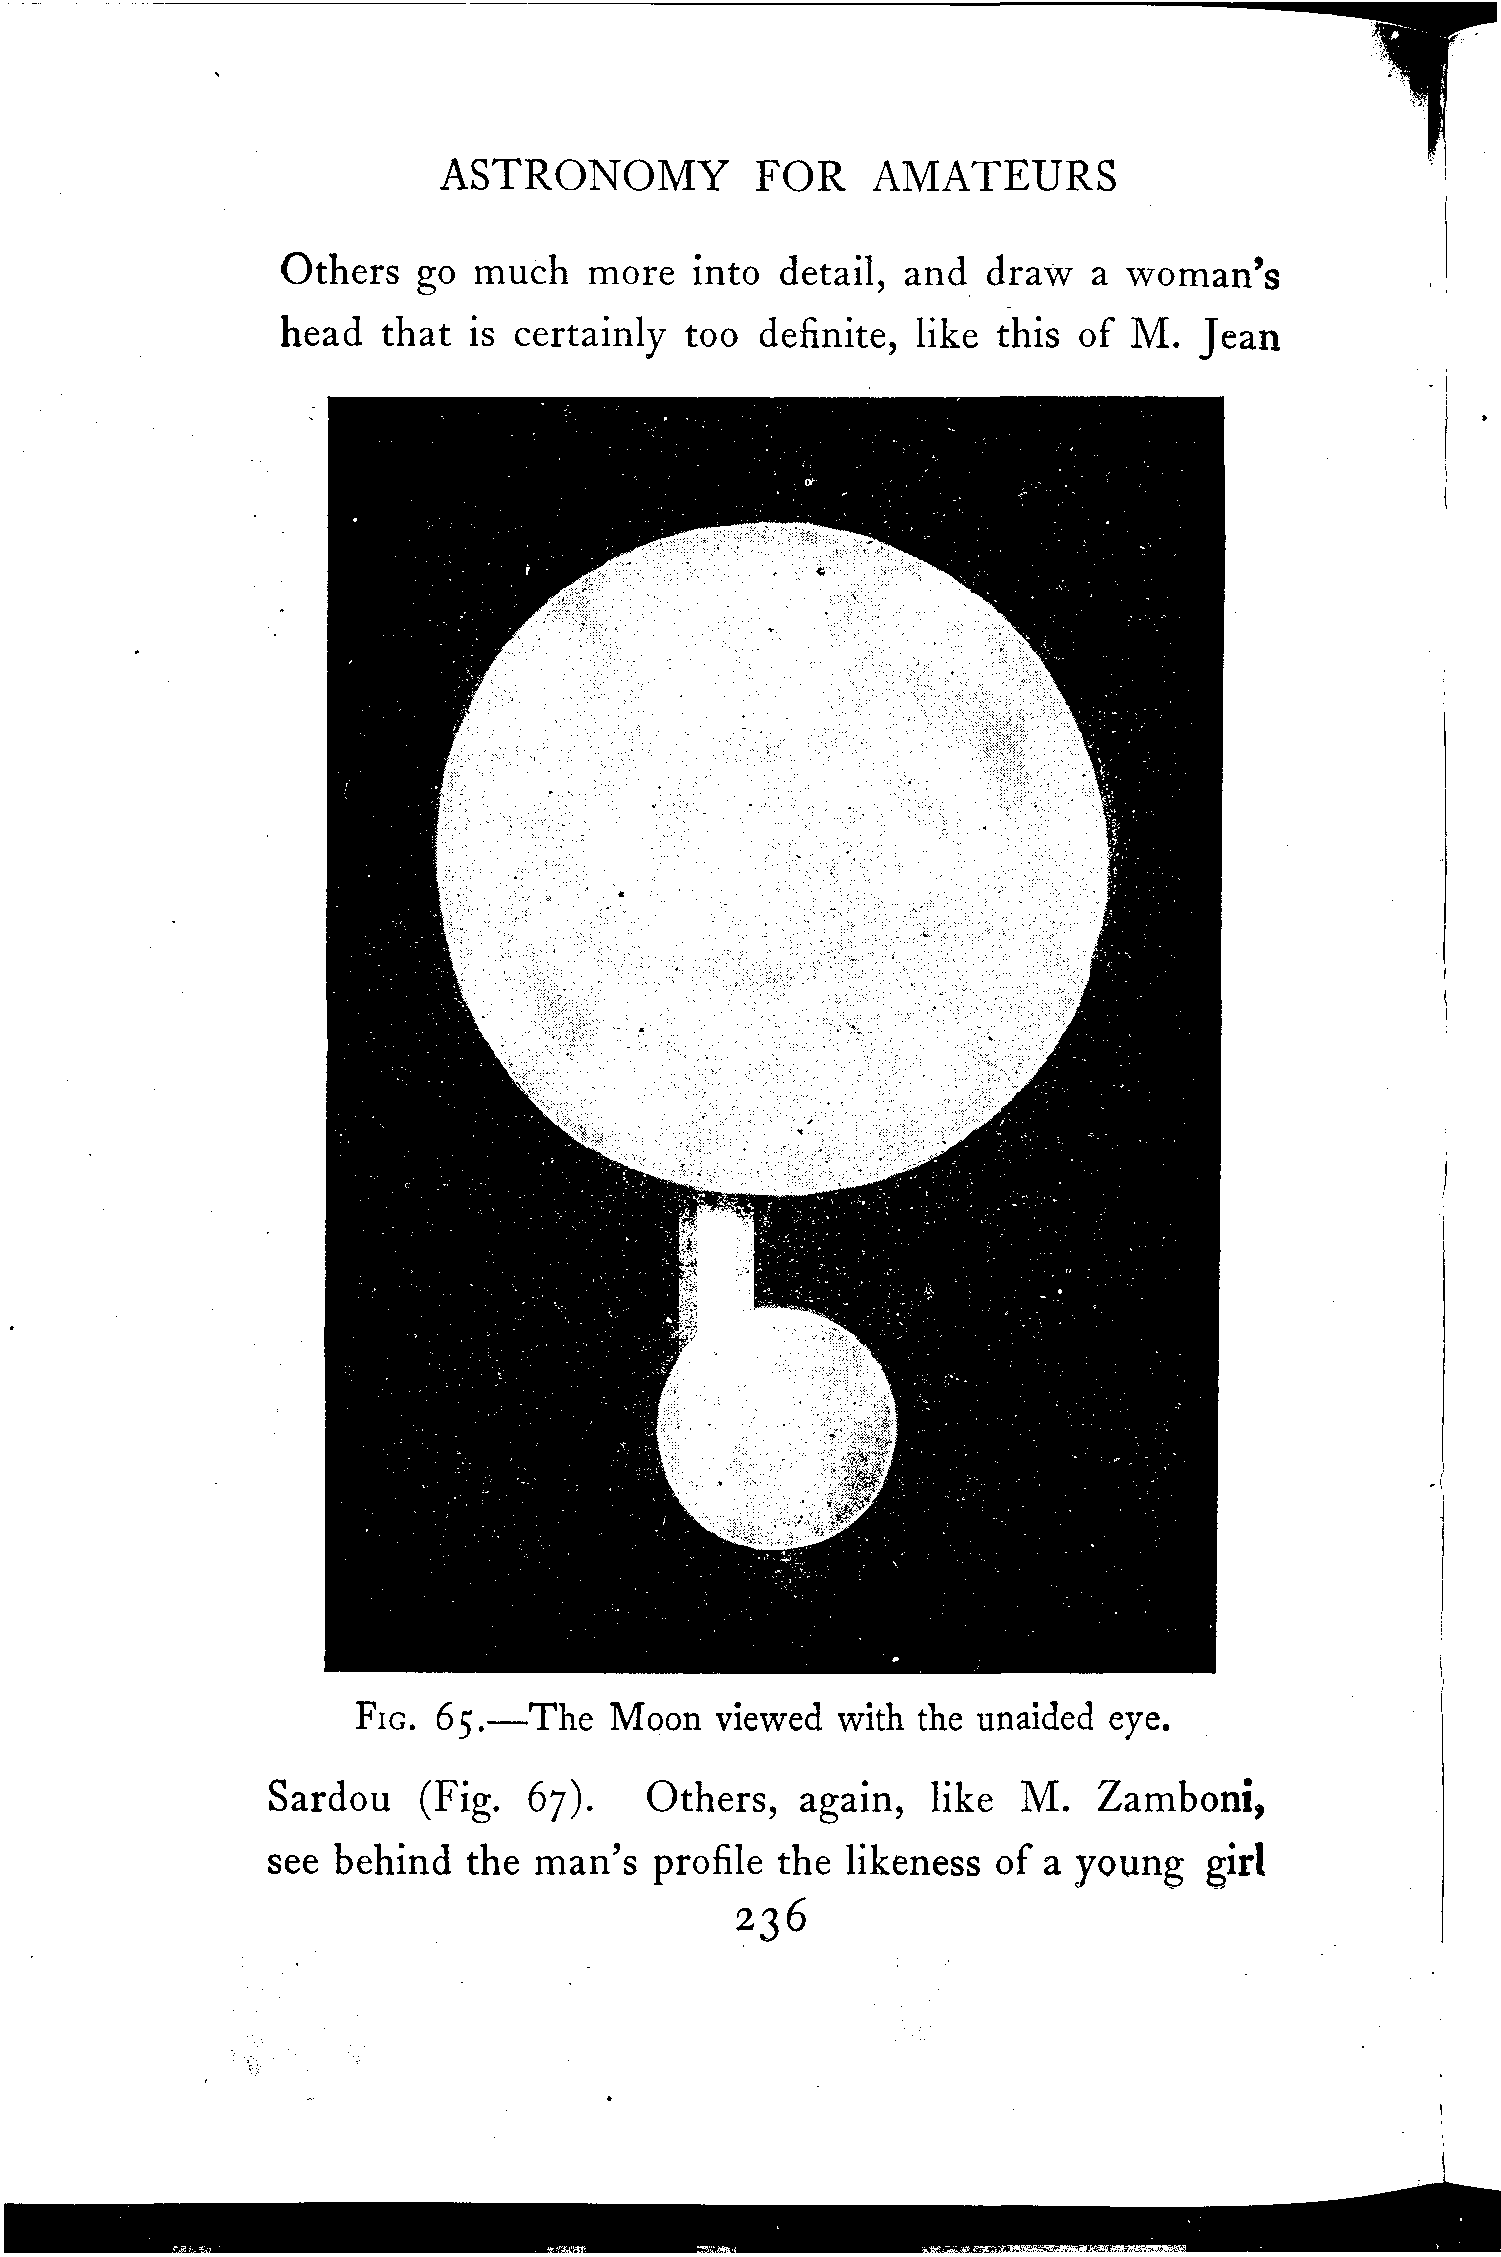 ASTRONOMY FOR AMATEURS
Others go much more into detail, and draw a woman's
head that is certainly too definite, like this of M. Jean
FIG. 65.—The Moon viewed with the unaided eye.
Sardou (Fig. 67). Others, again, like M. Zamboni,
see behind the man's profile the likeness of a young girl
236